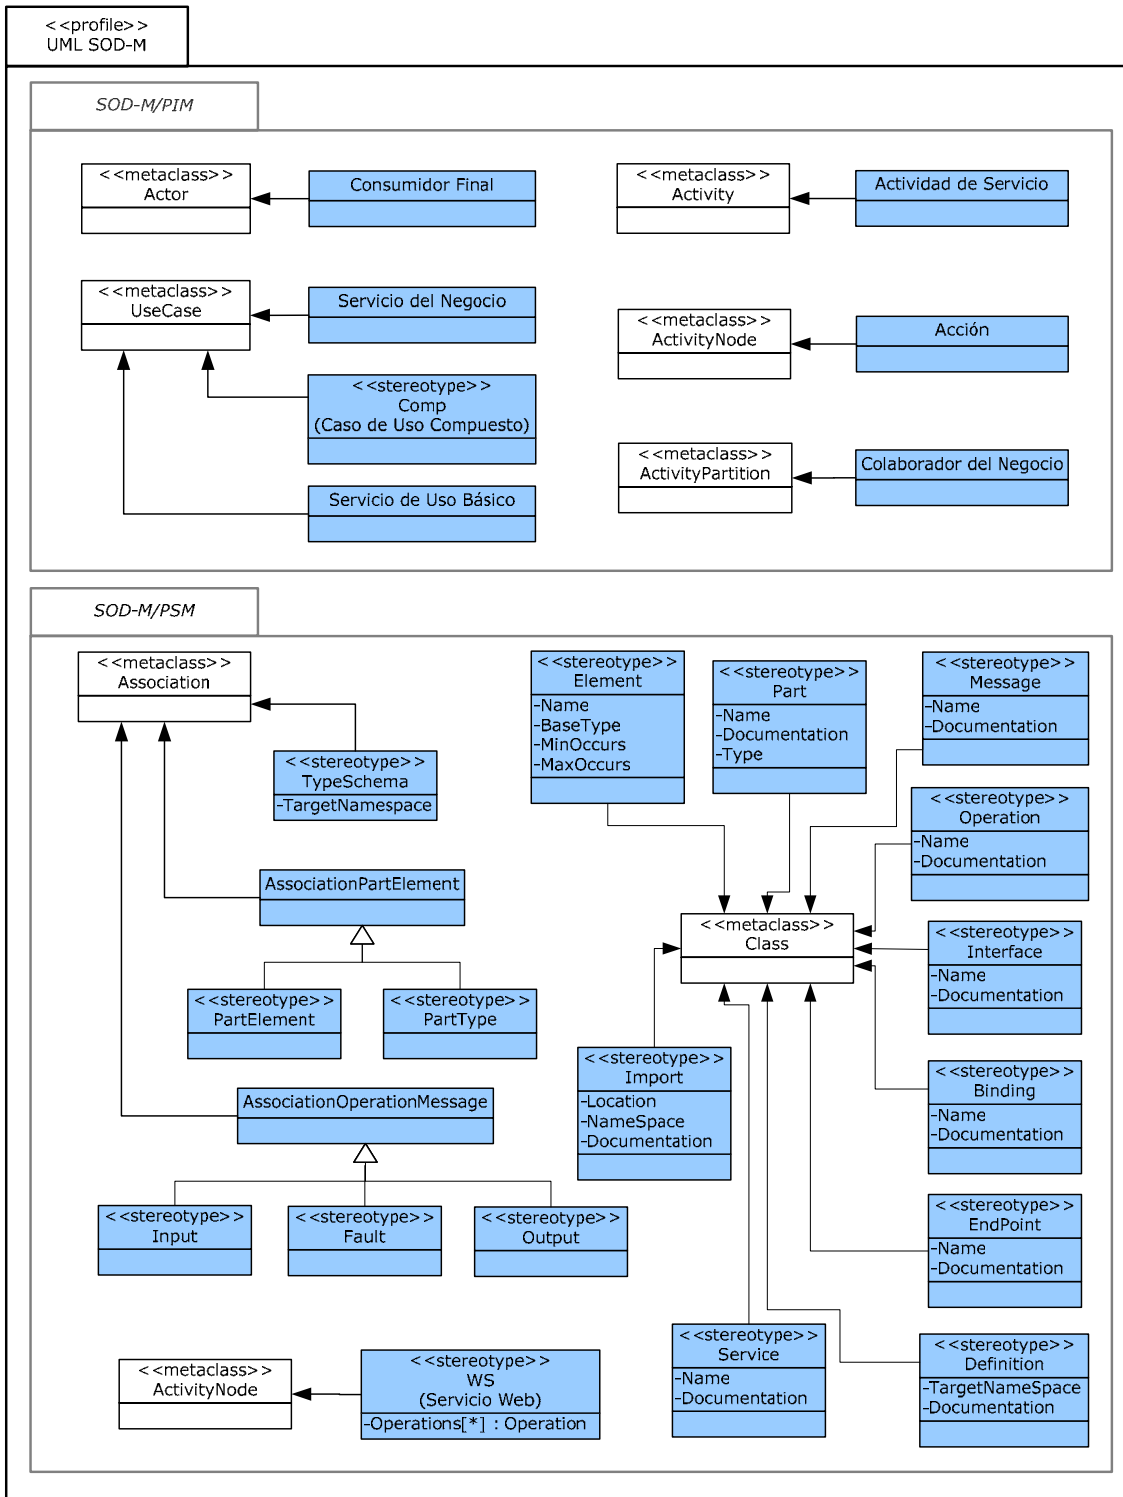 <<profile>>
UML SOD-M
SOD-M/PIM
<<metaclass>>
Actor
Consumidor Final
<<metaclass>>
Activity
Actividad de Servicio
<<metaclass>>
UseCase
Servicio del Negocio
<<metaclass>>
ActivityNode
Acción
<<stereotype>>
Comp
(Caso de Uso Compuesto)
<<metaclass>>
ActivityPartition
Colaborador del Negocio
Servicio de Uso Básico
SOD-M/PSM
<<metaclass>>
Association
<<stereotype>>
TypeSchema
-TargetNamespace
<<stereotype>>
Element
-Name
-BaseType
-MinOccurs
-MaxOccurs
<<stereotype>>
Part
-Name
-Documentation
-Type
<<stereotype>>
Message
-Name
-Documentation
<<stereotype>>
Operation
-Name
-Documentation
AssociationPartElement
<<metaclass>>
Class
<<stereotype>>
Interface
-Name
-Documentation
<<stereotype>>
PartElement
<<stereotype>>
PartType
<<stereotype>>
Import
-Location
-NameSpace
-Documentation
<<stereotype>>
Binding
-Name
-Documentation
AssociationOperationMessage
<<stereotype>>
Input
<<stereotype>>
Fault
<<stereotype>>
Output
<<stereotype>>
EndPoint
-Name
-Documentation
<<metaclass>>
ActivityNode
<<stereotype>>
WS
(Servicio Web)
-Operations[*] : Operation
<<stereotype>>
Service
-Name
-Documentation
<<stereotype>>
Definition
-TargetNameSpace
-Documentation